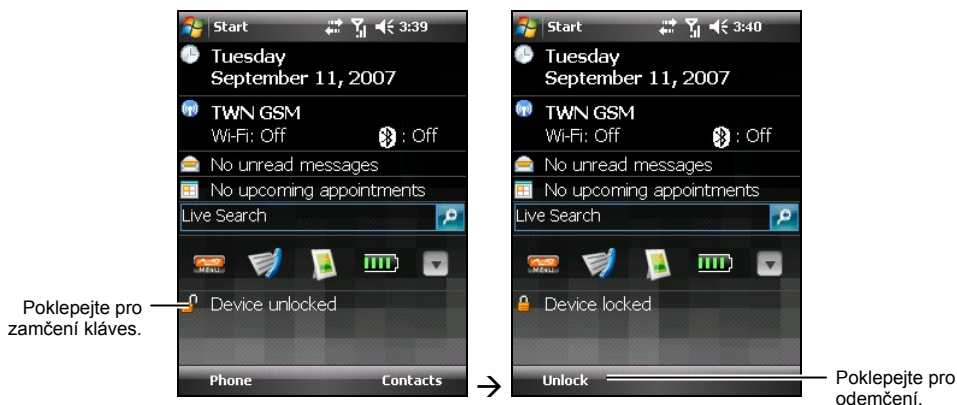 Start 3:39
Tuesday
September 11, 2007
TWN GSM
Wi-Fi: Off : Off
No unread messages
No upcoming appointments
Live Search
MENU
Device unlocked
Phone Contacts
Poklepejte pro
zamčení kláves.
→
Start 3:40
Tuesday
September 11, 2007
TWN GSM
Wi-Fi: Off : Off
No unread messages
No upcoming appointments
Live Search
MENU
Device locked
Unlock
Poklepejte pro
odemčení.